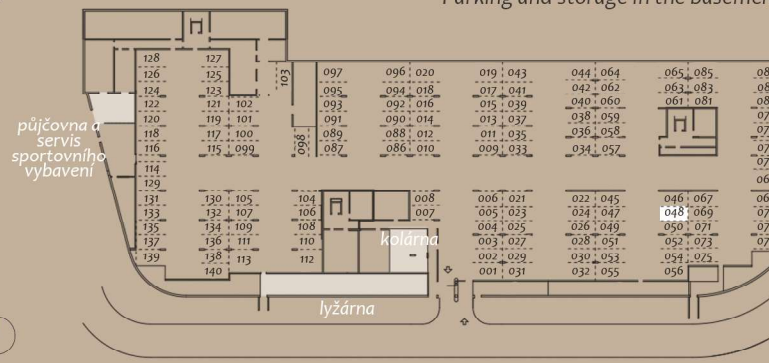 Parking and storage in the basemen
128 127 103 097 096 020 019 043 044 064 065 085
126 125 095 094 018 017 041 042 062 063 083
124 123 093 092 016 015 039 040 060 061 081
122 121 102 091 090 014 013 037 038 059
120 119 101 089 088 012 011 035 036 058
118 117 100 098 087 086 010 009 033 034 057
116 115 099
půjčovna a
servis
sportovního
vybavení
114
129
131 130 105 104 008 006 021 022 045 046 067
133 132 107 106 007 005 023 024 047 048 069
135 134 109 108 004 025 026 049 050 071
137 136 111 110 003 027 028 051 052 073
139 138 113 112 002 029 030 053 054 075
140 001 031 032 055 056
kolárna
lyžárna